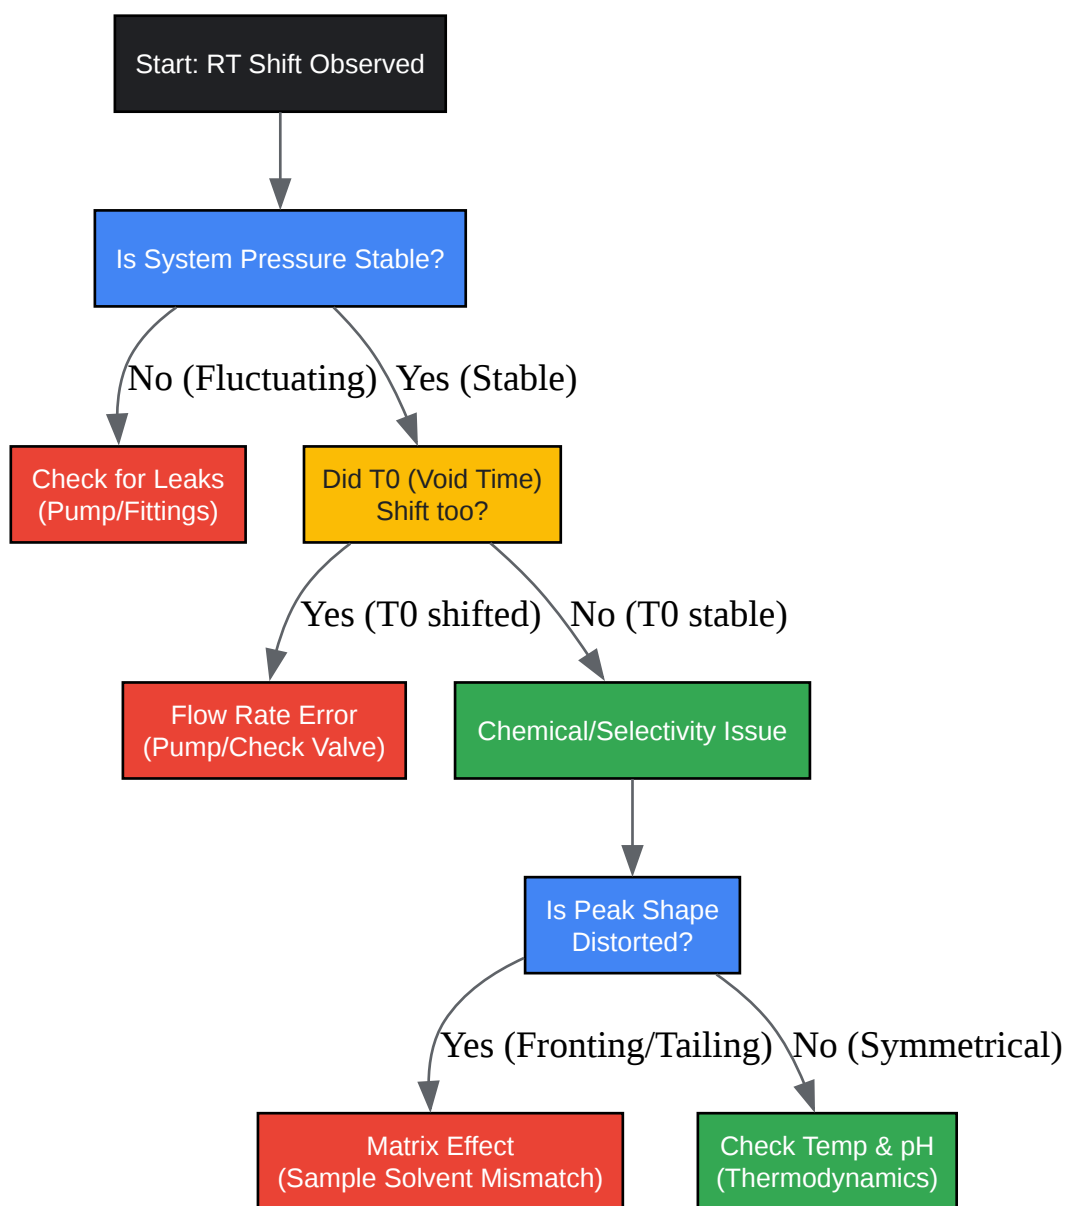 Start: RT Shift Observed
Is System Pressure Stable?
No (Fluctuating)
Yes (Stable)
Check for Leaks
(Pump/Fittings)
Did T0 (Void Time)
Shift too?
Yes (T0 shifted)
No (T0 stable)
Flow Rate Error
(Pump/Check Valve)
Chemical/Selectivity Issue
Is Peak Shape
Distorted?
Yes (Fronting/Tailing)
No (Symmetrical)
Matrix Effect
(Sample Solvent Mismatch)
Check Temp & pH
(Thermodynamics)